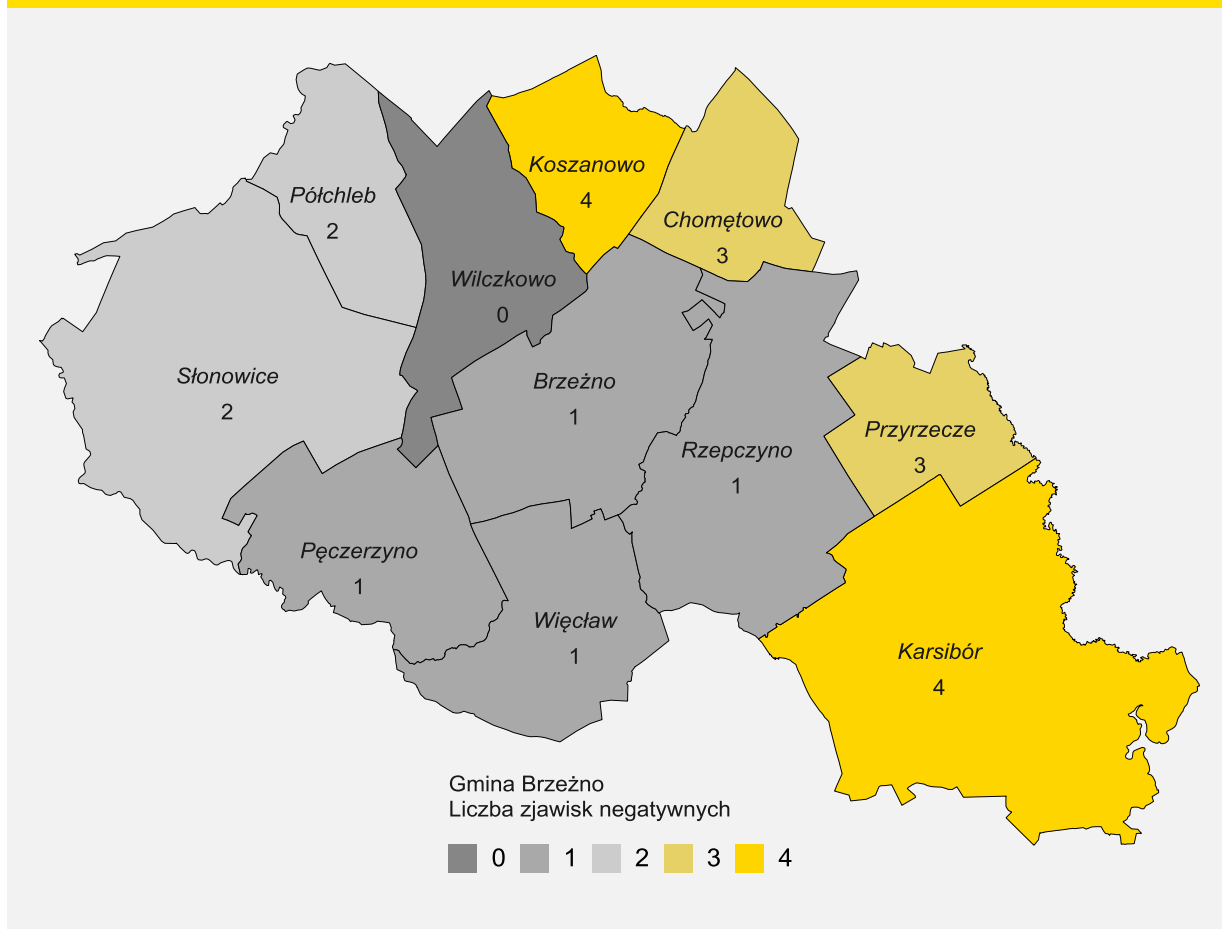 Koszanowo
4
Półchleb
2
Chomętowo
3
Wilczkowo
0
Słonowice
2
Brzeżno
1
Przyrzecze
3
Rzepczyno
1
Pęczerzyno
1
Więcław
1
Karsibór
4
Gmina Brzeżno
Liczba zjawisk negatywnych
0 1 2 3 4